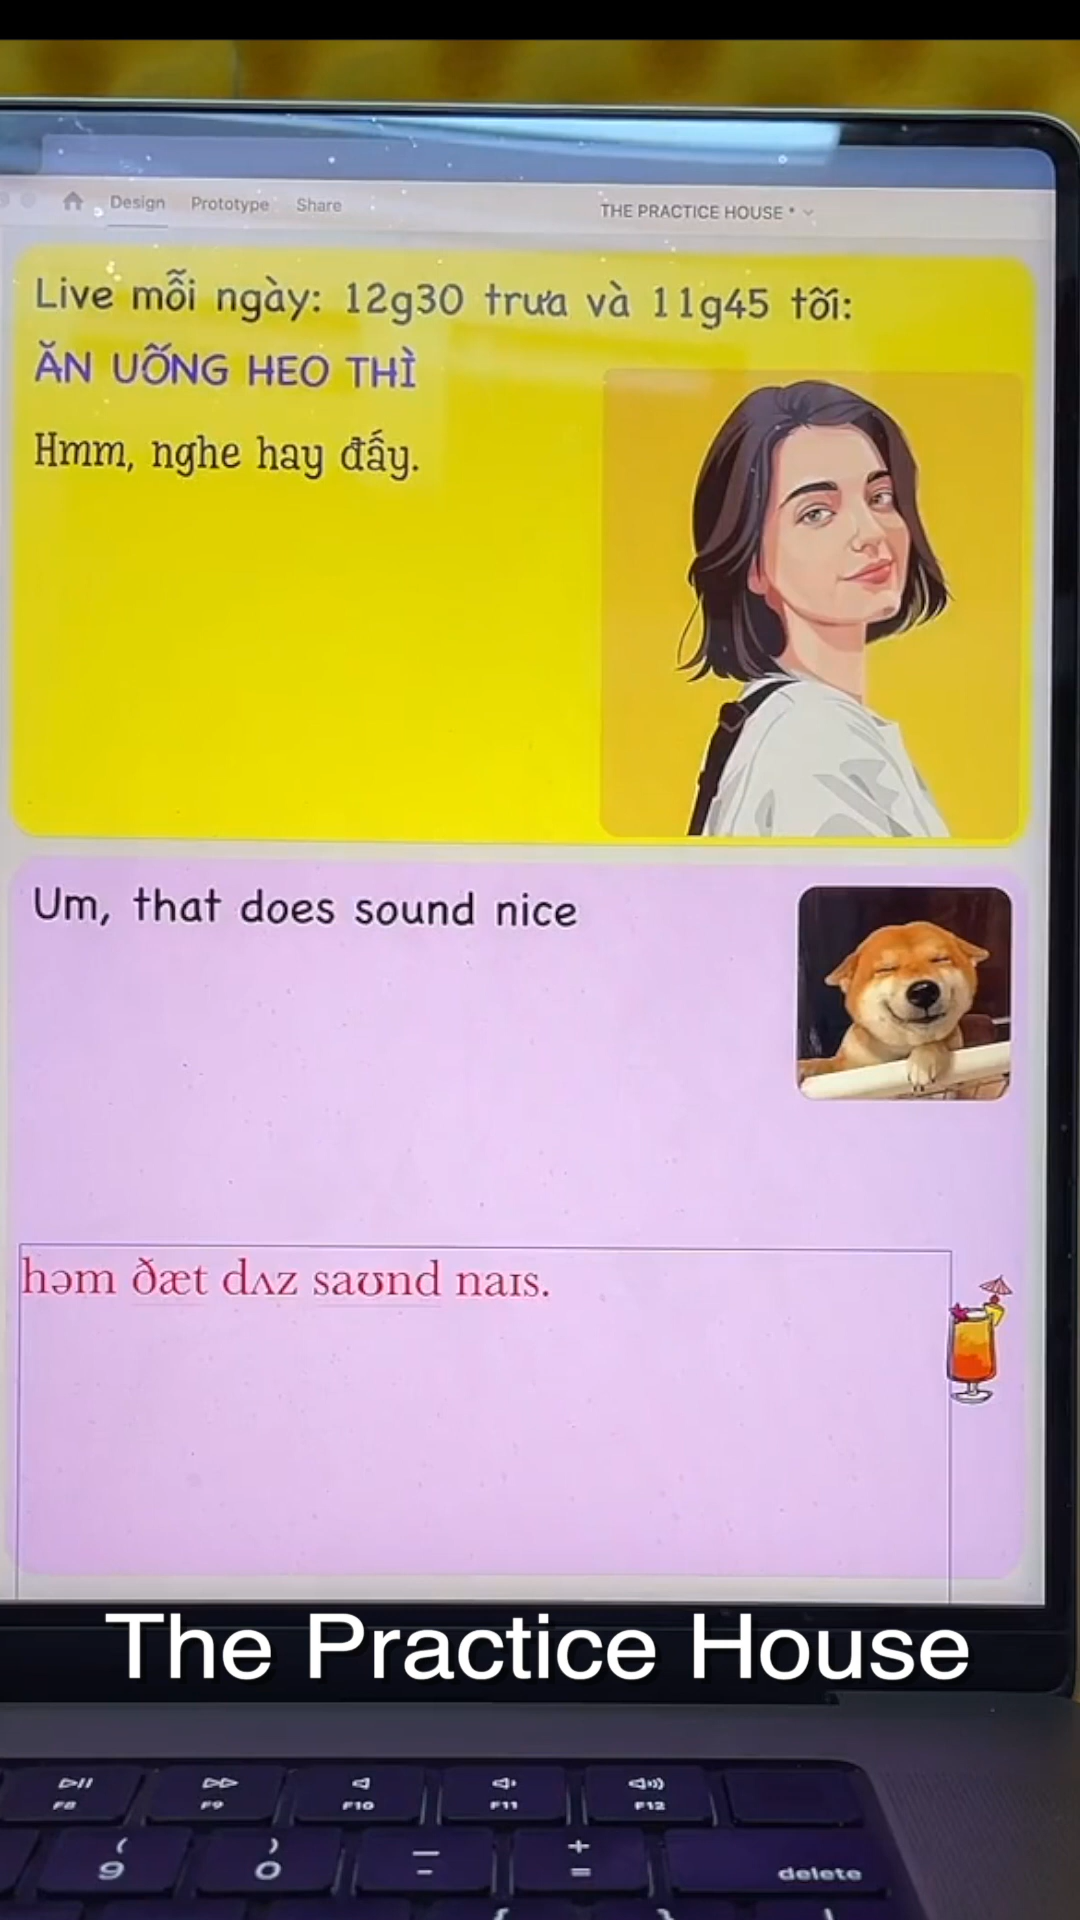 Design Prototype Share THE PRACTICE HOUSE *
Live mỗi ngày: 12g30 trưa và 11g45 tối:
ĂN UỐNG HEO THÌ
Hmm, nghe hay đấy.
Um, that does sound nice
həm ðæt dʌz saʊnd naɪs.
The Practice House
F8 F9 F10 F11 F12
( ) — +
9 0 - = delete